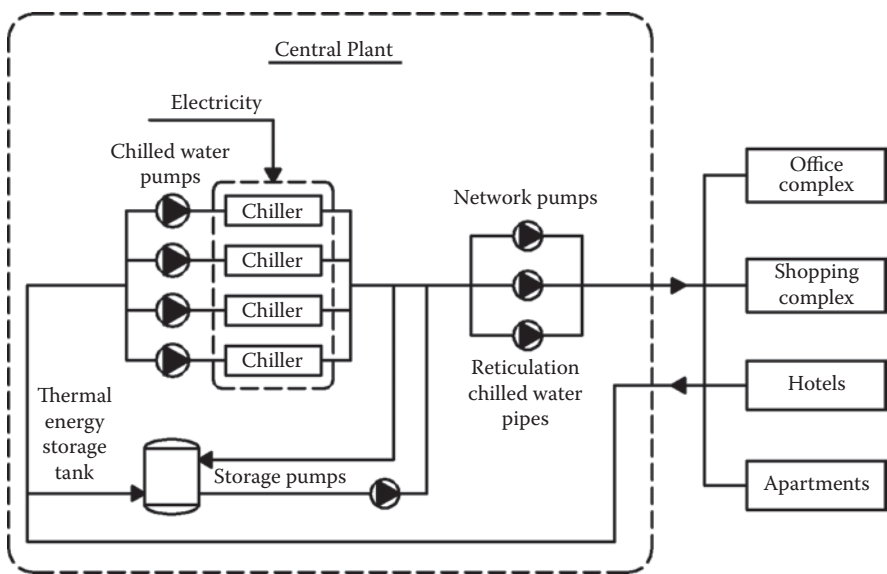 Central Plant
Electricity
Chilled water
pumps
Chiller
Chiller
Chiller
Chiller
Network pumps
Reticulation
chilled water
pipes
Thermal
energy
storage
tank
Storage pumps
Office
complex
Shopping
complex
Hotels
Apartments